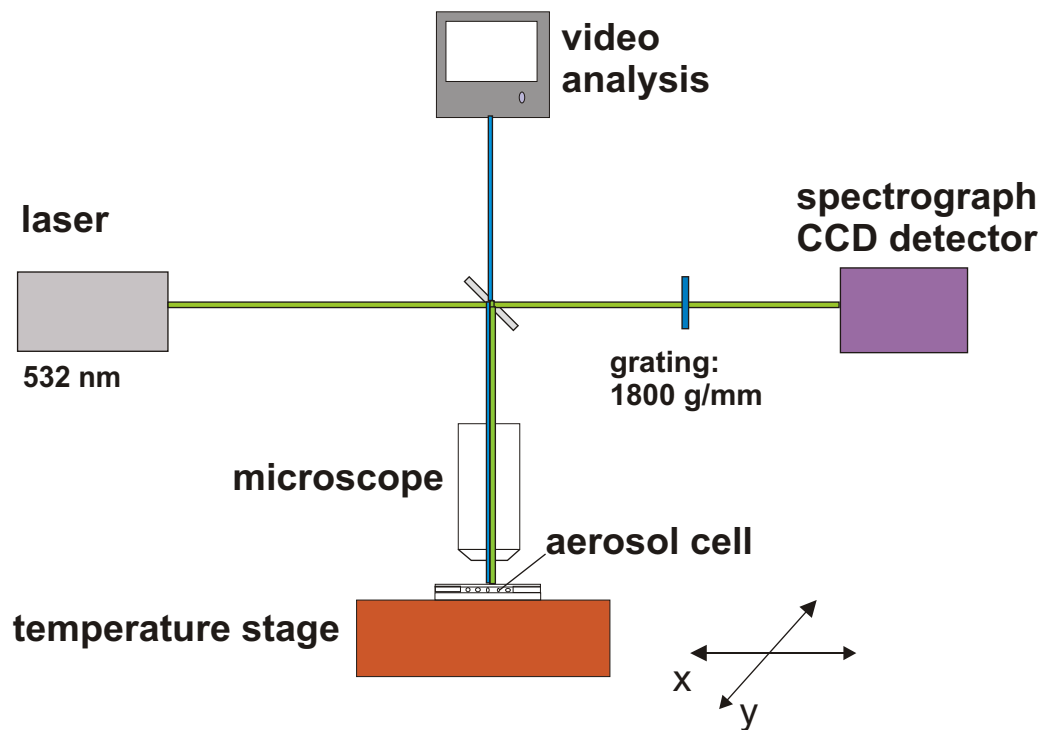 video
analysis
laser
spectrograph
CCD detector
532 nm
grating:
1800 g/mm
microscope
aerosol cell
temperature stage
x
y